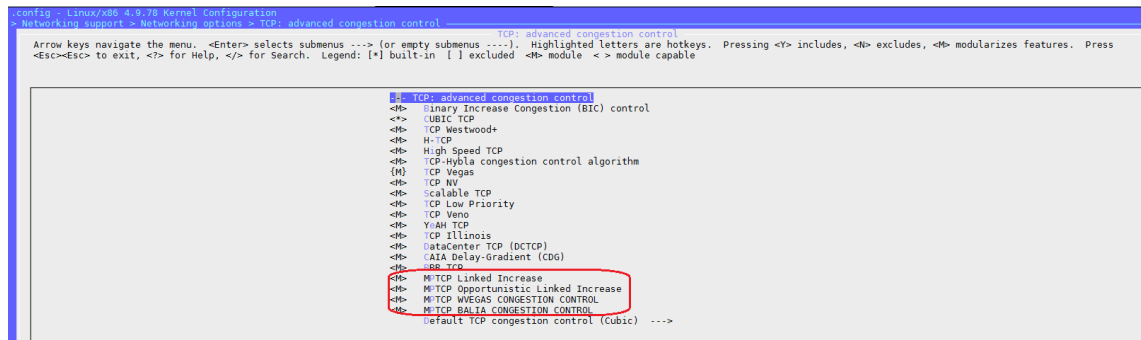 .config - Linux/x86 4.9.78 Kernel Configuration
> Networking support > Networking options > TCP: advanced congestion control
TCP: advanced congestion control
Arrow keys navigate the menu. <Enter> selects submenus ---> (or empty submenus ----). Highlighted letters are hotkeys. Pressing <Y> includes, <N> excludes, <M> modularizes features. Press
<Esc><Esc> to exit, <?> for Help, </> for Search. Legend: [*] built-in [ ] excluded <M> module < > module capable
--- TCP: advanced congestion control
<M> Binary Increase Congestion (BIC) control
<*> CUBIC TCP
<M> TCP Westwood+
<M> H-TCP
<M> High Speed TCP
<M> TCP-Hybla congestion control algorithm
{M} TCP Vegas
<M> TCP NV
<M> Scalable TCP
<M> TCP Low Priority
<M> TCP Veno
<M> YeAH TCP
<M> TCP Illinois
<M> DataCenter TCP (DCTCP)
<M> CAIA Delay-Gradient (CDG)
<M> BBR TCP
<M> MPTCP Linked Increase
<M> MPTCP Opportunistic Linked Increase
<M> MPTCP WVEGAS CONGESTION CONTROL
<M> MPTCP BALIA CONGESTION CONTROL
Default TCP congestion control (Cubic) --->